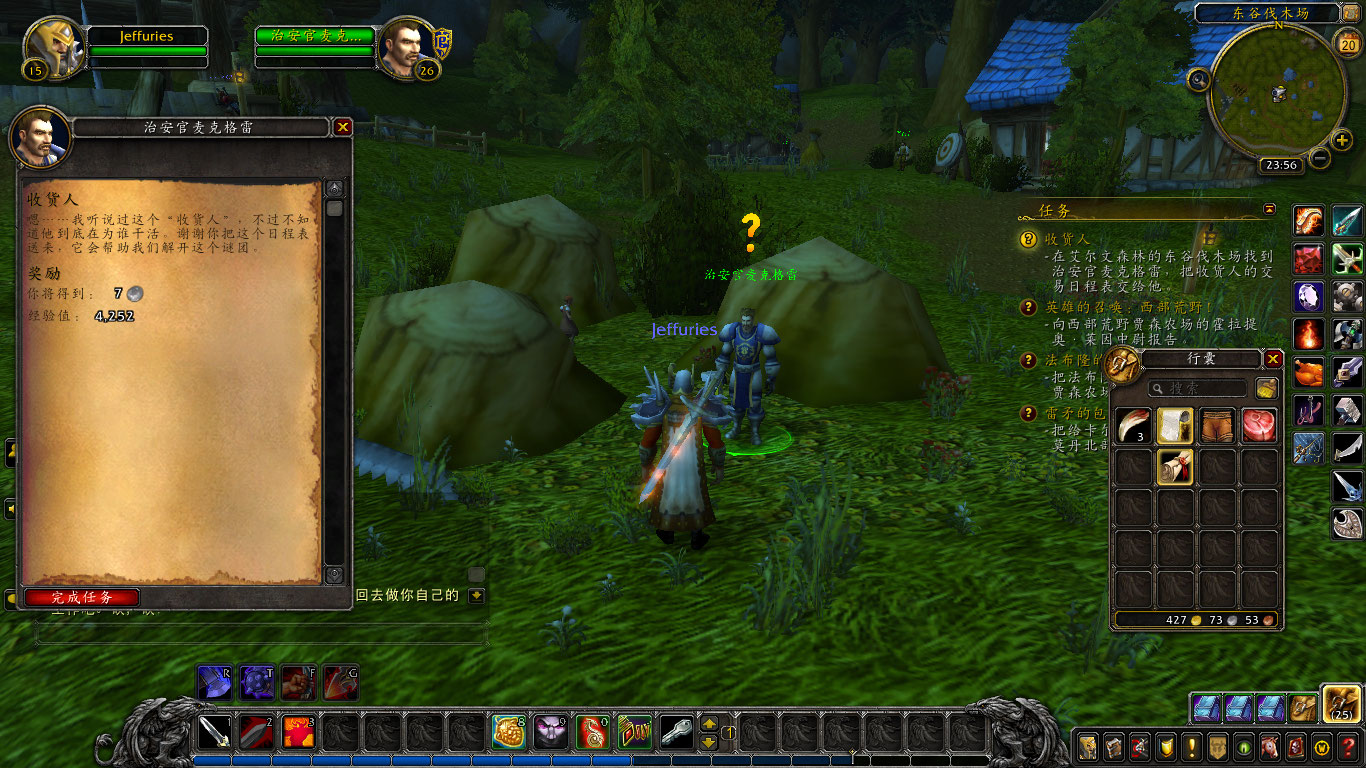 Jeffuries
15
治安官麦克...
26
东谷伐木场
N
20
23:56
治安官麦克格雷
收货人
嗯……我听说过这个“收货人”，不过不知
道他到底在为谁干活。谢谢你把这个日程表
送来，它会帮助我们解开这个谜团。
奖励
你将得到： 7
经验值： 4,252
完成任务
回去做你自己的
治安官麦克格雷
Jeffuries
任务
收货人
-在艾尔文森林的东谷伐木场找到
治安官麦克格雷，把收货人的交
易日程表交给他。
英雄的召唤：西部荒野！
-向西部荒野贾森农场的霍拉提
奥·莱因中尉报告。
法布隆的
-把法布
贾森农场
雷矛的包
-把给卡
莫丹北部
行囊
搜索
3
427 73 53
R
T
F
G
2
3
8
9
0
1
(25)